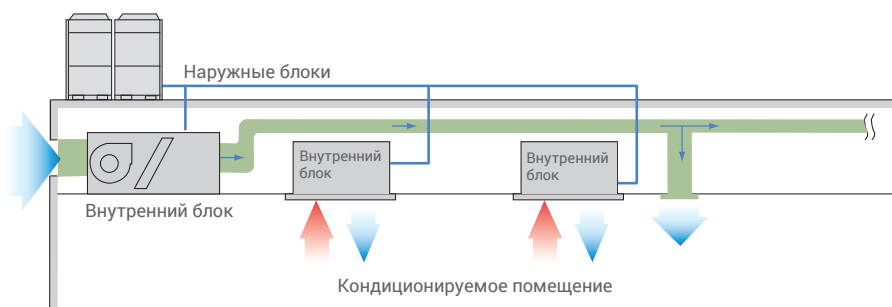 Наружные блоки
Внутренний
блок
Внутренний
блок
Внутренний блок
Кондиционируемое помещение